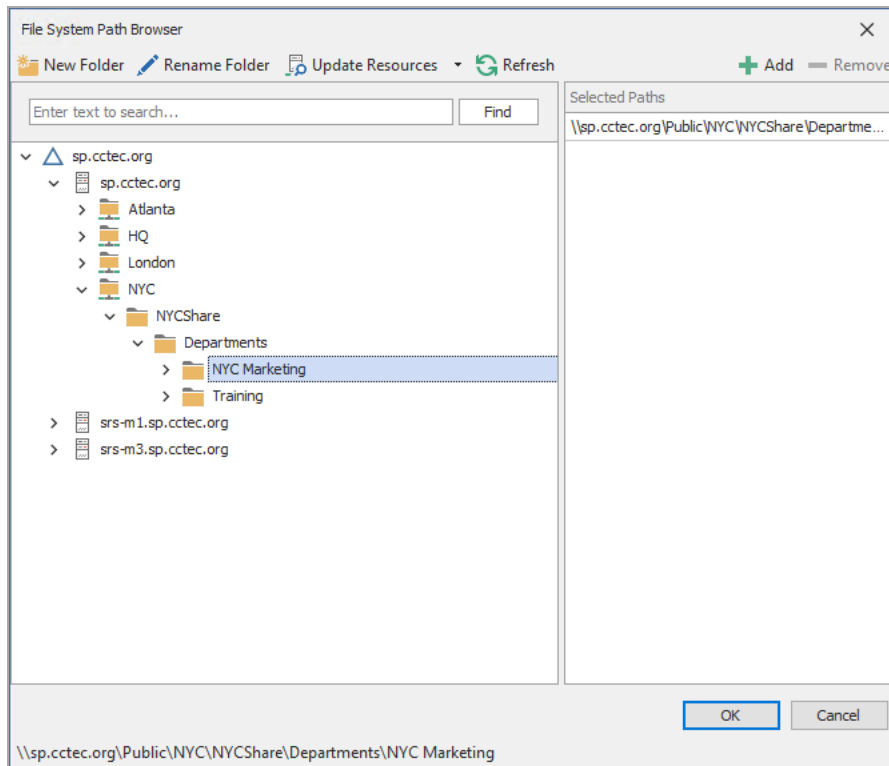 File System Path Browser
New Folder Rename Folder Update Resources Refresh Add Remove
Selected Paths
Enter text to search... Find
\\sp.cctec.org\Public\NYC\NYCShare\Departme...
sp.cctec.org
sp.cctec.org
Atlanta
HQ
London
NYC
NYCShare
Departments
NYC Marketing
Training
srs-m1.sp.cctec.org
srs-m3.sp.cctec.org
OK Cancel
\\sp.cctec.org\Public\NYC\NYCShare\Departments\NYC Marketing